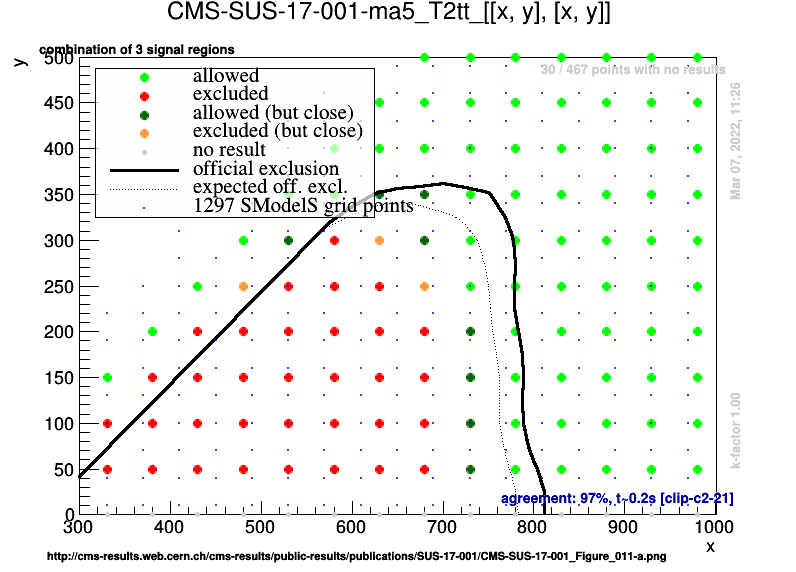 CMS-SUS-17-001-ma5_T2tt_[[x, y], [x, y]]
combination of 3 signal regions
y
30 / 467 points with no results
allowed
excluded
allowed (but close)
excluded (but close)
no result
official exclusion
expected off. excl.
1297 SModelS grid points
500
450
400
350
300
250
200
150
100
50
0
Mar 07, 2022, 11:26
k-factor 1.00
agreement: 97%, t~0.2s [clip-c2-21]
300 400 500 600 700 800 900 1000
x
http://cms-results.web.cern.ch/cms-results/public-results/publications/SUS-17-001/CMS-SUS-17-001_Figure_011-a.png